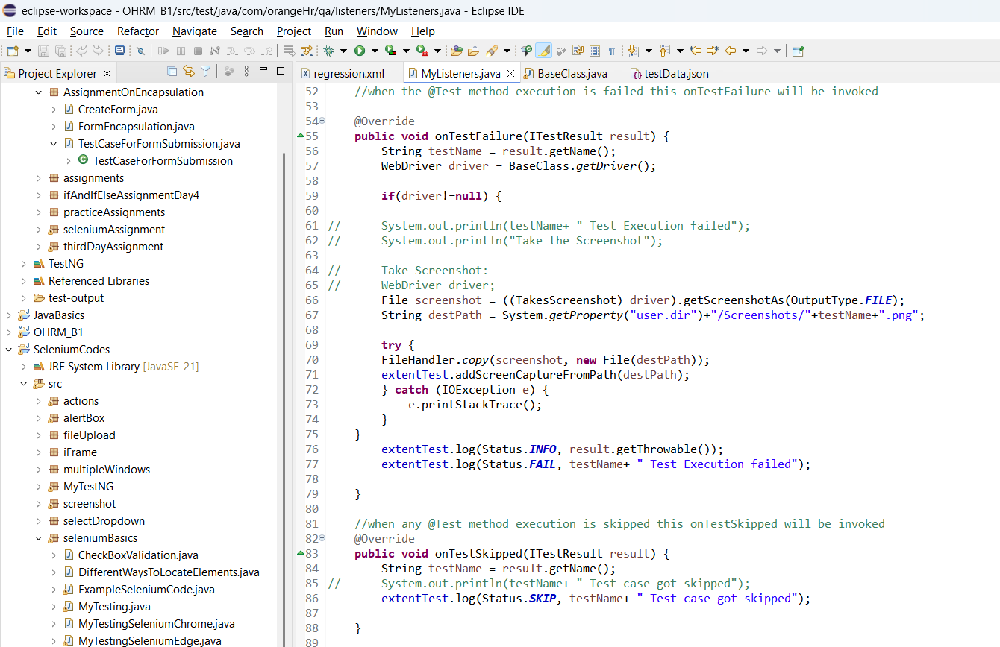 eclipse-workspace - OHRM_B1/src/test/java/com/orangeHr/qa/listeners/MyListeners.java - Eclipse IDE
File Edit Source Refactor Navigate Search Project Run Window Help
Project Explorer
AssignmentOnEncapsulation
CreateForm.java
FormEncapsulation.java
TestCaseForFormSubmission.java
TestCaseForFormSubmission
assignments
ifAndIfElseAssignmentDay4
practiceAssignments
seleniumAssignment
thirdDayAssignment
TestNG
Referenced Libraries
test-output
JavaBasics
OHRM_B1
SeleniumCodes
JRE System Library [JavaSE-21]
src
actions
alertBox
fileUpload
iFrame
multipleWindows
MyTestNG
screenshot
selectDropdown
seleniumBasics
CheckBoxValidation.java
DifferentWaysToLocateElements.java
ExampleSeleniumCode.java
MyTesting.java
MyTestingSeleniumChrome.java
MyTestingSeleniumEdge.java
regression.xml MyListeners.java BaseClass.java testData.json
52 //when the @Test method execution is failed this onTestFailure will be invoked
53
54 @Override
55 public void onTestFailure(ITestResult result) {
56 String testName = result.getName();
57 WebDriver driver = BaseClass.getDriver();
58
59 if(driver!=null) {
60
61 // System.out.println(testName+ " Test Execution failed");
62 // System.out.println("Take the Screenshot");
63
64 // Take Screenshot:
65 // WebDriver driver;
66 File screenshot = ((TakesScreenshot) driver).getScreenshotAs(OutputType.FILE);
67 String destPath = System.getProperty("user.dir")+"/Screenshots/"+testName+".png";
68
69 try {
70 FileHandler.copy(screenshot, new File(destPath));
71 extentTest.addScreenCaptureFromPath(destPath);
72 } catch (IOException e) {
73 e.printStackTrace();
74 }
75 }
76 extentTest.log(Status.INFO, result.getThrowable());
77 extentTest.log(Status.FAIL, testName+ " Test Execution failed");
78
79 }
80
81 //when any @Test method execution is skipped this onTestSkipped will be invoked
82 @Override
83 public void onTestSkipped(ITestResult result) {
84 String testName = result.getName();
85 // System.out.println(testName+ " Test case got skipped");
86 extentTest.log(Status.SKIP, testName+ " Test case got skipped");
87
88 }
89